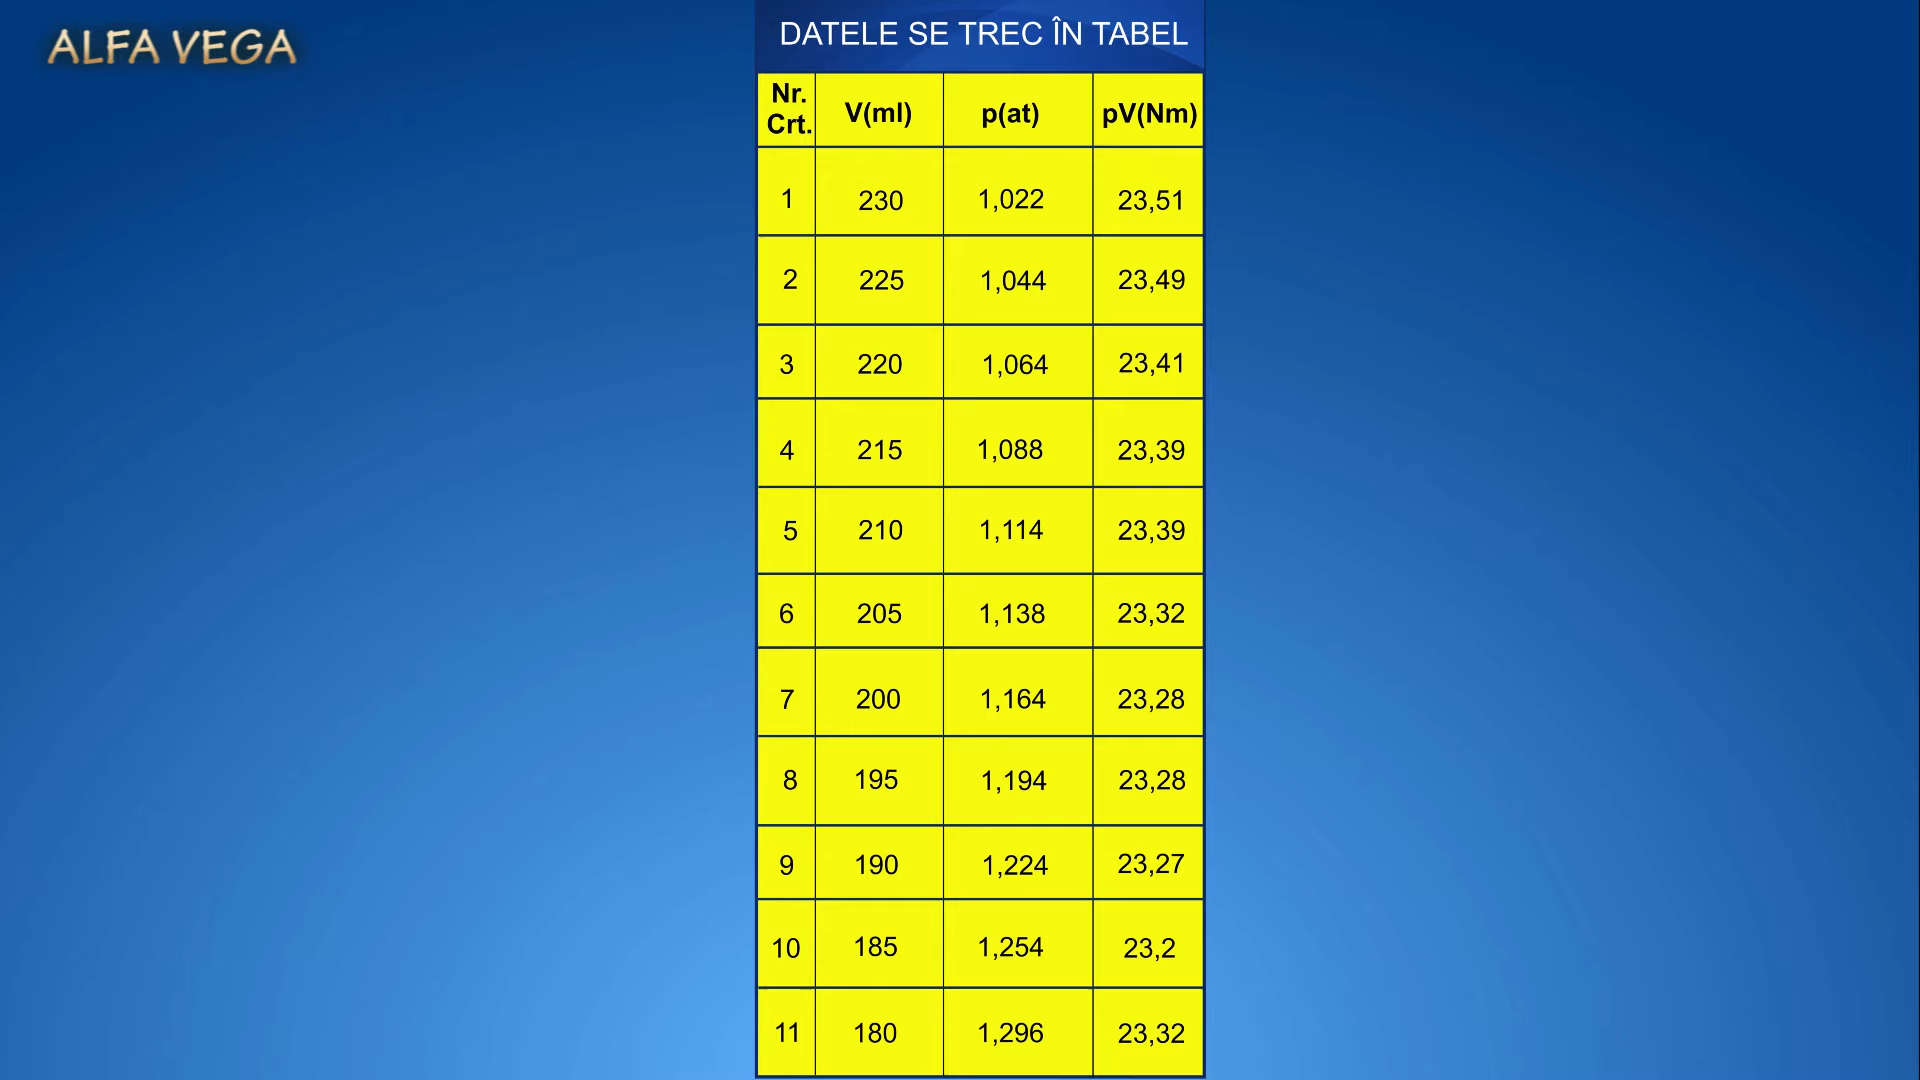 ALFA VEGA
DATELE SE TREC ÎN TABEL
Nr. Crt. V(ml) p(at) pV(Nm)
1 230 1,022 23,51
2 225 1,044 23,49
3 220 1,064 23,41
4 215 1,088 23,39
5 210 1,114 23,39
6 205 1,138 23,32
7 200 1,164 23,28
8 195 1,194 23,28
9 190 1,224 23,27
10 185 1,254 23,2
11 180 1,296 23,32